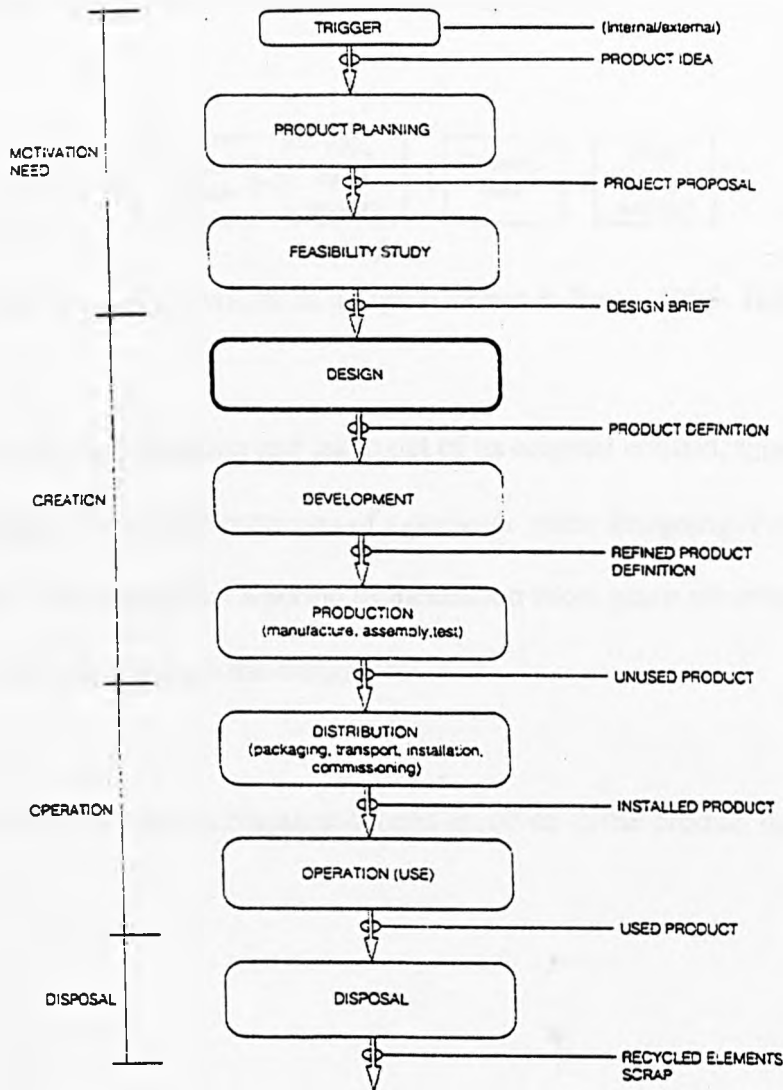 TRIGGER
(internal/external)
PRODUCT IDEA
PRODUCT PLANNING
MOTIVATION
NEED
PROJECT PROPOSAL
FEASIBILITY STUDY
DESIGN BRIEF
DESIGN
PRODUCT DEFINITION
CREATION
DEVELOPMENT
REFINED PRODUCT
DEFINITION
PRODUCTION
(manufacture, assembly,test)
UNUSED PRODUCT
DISTRIBUTION
(packaging, transport, installation,
commissioning)
OPERATION
INSTALLED PRODUCT
OPERATION (USE)
USED PRODUCT
DISPOSAL
DISPOSAL
RECYCLED ELEMENTS
SCRAP